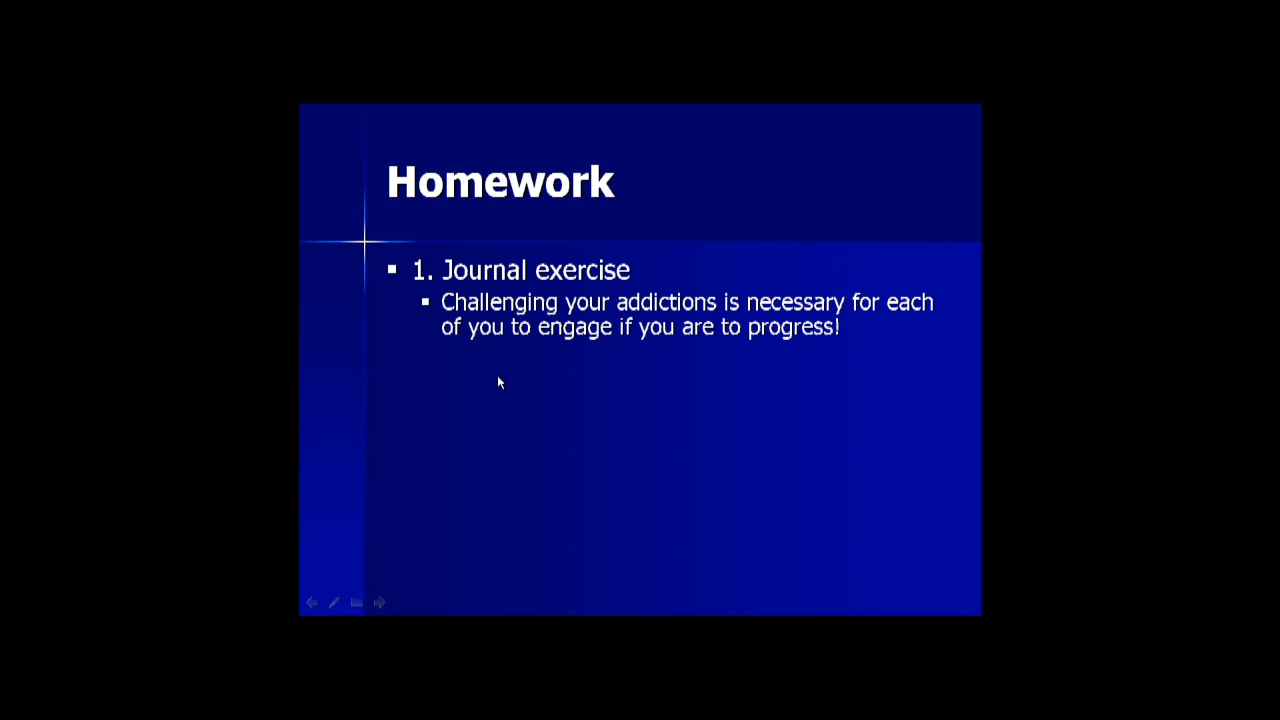 Homework
1. Journal exercise
Challenging your addictions is necessary for each
of you to engage if you are to progress!